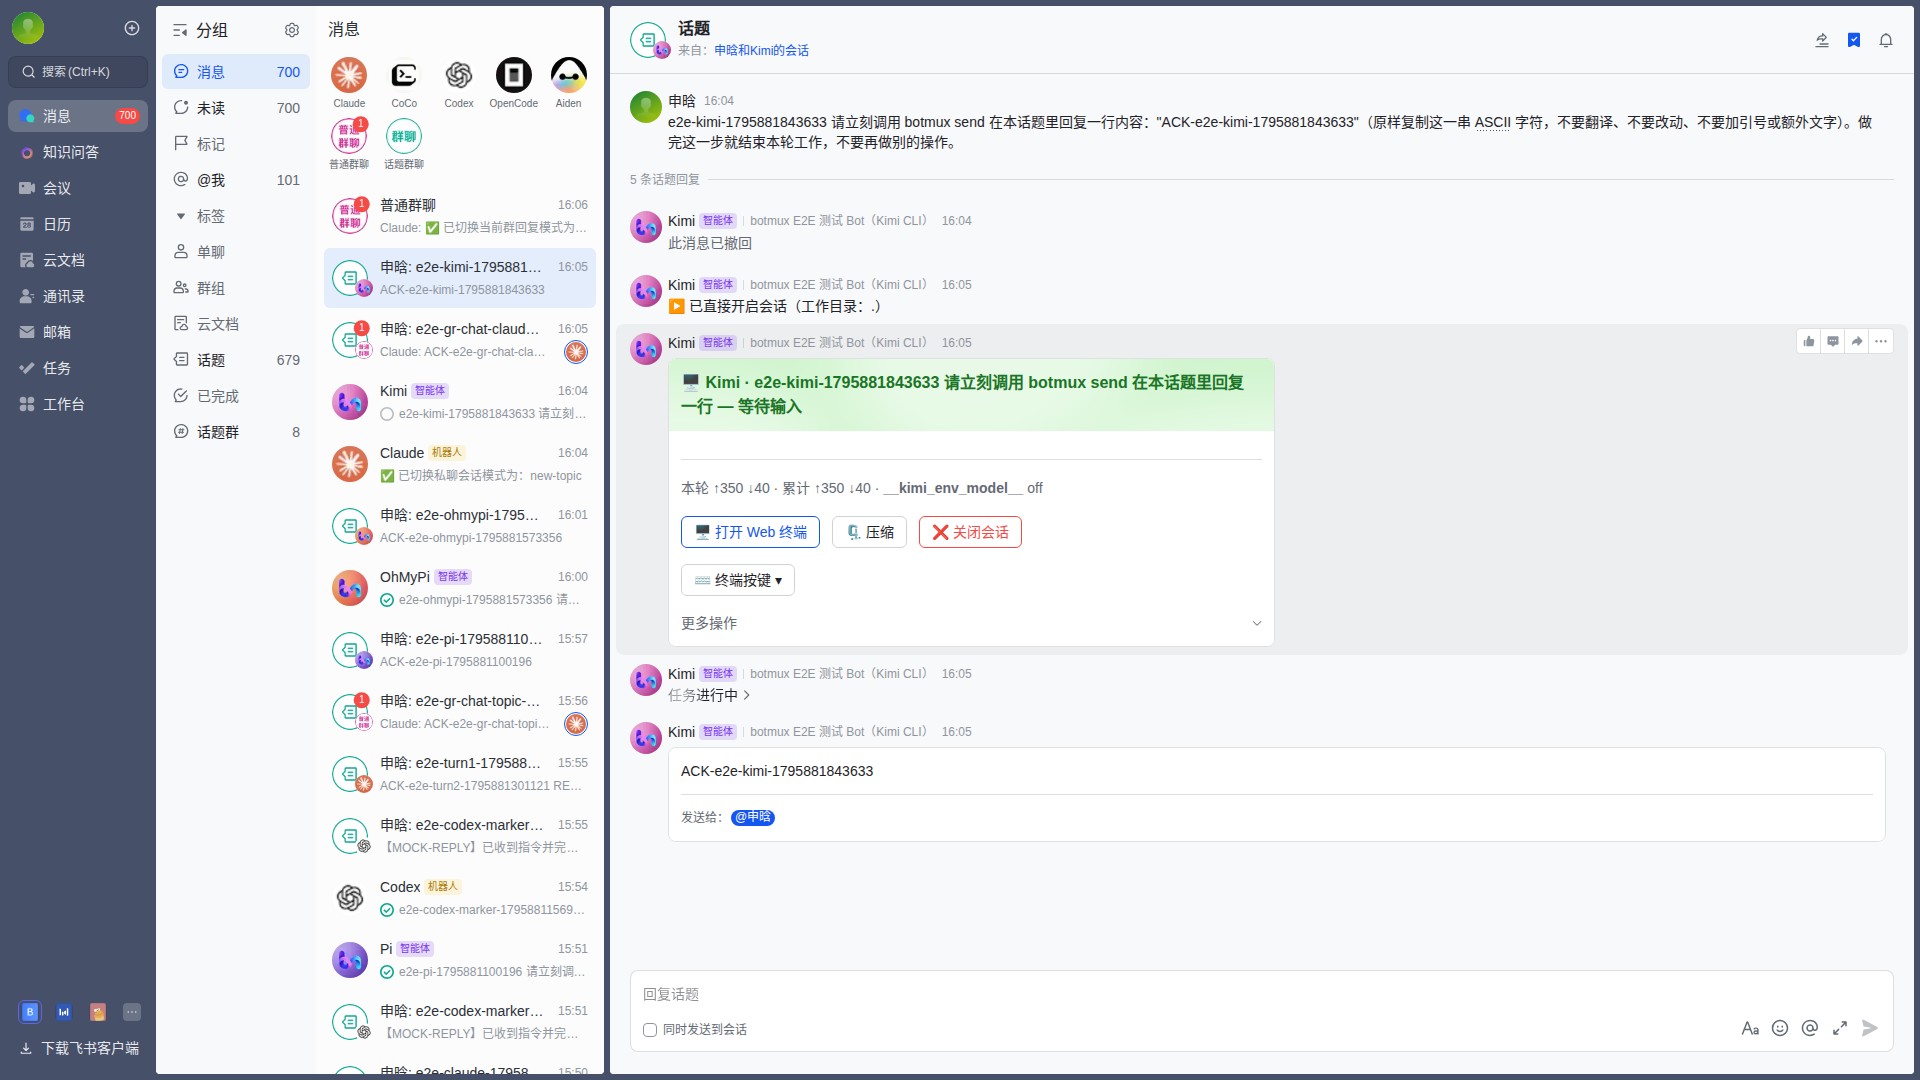 搜索 (Ctrl+K)
消息
700
知识问答
会议
日历
云文档
通讯录
邮箱
任务
工作台
下载飞书客户端
分组
消息 700
未读 700
标记
@我 101
标签
单聊
群组
云文档
话题 679
已完成
话题群 8
消息
Claude
CoCo
Codex
OpenCode
Aiden
普通群聊
1
普通群聊
群聊
话题群聊
普通群聊
1
普通群聊 16:06
Claude: ✅ 已切换当前群回复模式为…
申晗: e2e-kimi-1795881… 16:05
ACK-e2e-kimi-1795881843633
1
申晗: e2e-gr-chat-claud… 16:05
Claude: ACK-e2e-gr-chat-cla…
Kimi 智能体 16:04
e2e-kimi-1795881843633 请立刻…
Claude 机器人 16:04
✅ 已切换私聊会话模式为：new-topic
申晗: e2e-ohmypi-1795… 16:01
ACK-e2e-ohmypi-1795881573356
OhMyPi 智能体 16:00
e2e-ohmypi-1795881573356 请…
申晗: e2e-pi-179588110… 15:57
ACK-e2e-pi-1795881100196
1
申晗: e2e-gr-chat-topic-… 15:56
Claude: ACK-e2e-gr-chat-topi…
申晗: e2e-turn1-179588… 15:55
ACK-e2e-turn2-1795881301121 RE…
申晗: e2e-codex-marker… 15:55
【MOCK-REPLY】已收到指令并完…
Codex 机器人 15:54
e2e-codex-marker-17958811569…
Pi 智能体 15:51
e2e-pi-1795881100196 请立刻调…
申晗: e2e-codex-marker… 15:51
【MOCK-REPLY】已收到指令并完…
申晗: e2e-claude-17958… 15:50
话题
来自：申晗和Kimi的会话
申晗 16:04
e2e-kimi-1795881843633 请立刻调用 botmux send 在本话题里回复一行内容："ACK-e2e-kimi-1795881843633"（原样复制这一串 ASCII 字符，不要翻译、不要改动、不要加引号或额外文字）。做
完这一步就结束本轮工作，不要再做别的操作。
5 条话题回复
Kimi 智能体 botmux E2E 测试 Bot（Kimi CLI） 16:04
此消息已撤回
Kimi 智能体 botmux E2E 测试 Bot（Kimi CLI） 16:05
▶️ 已直接开启会话（工作目录：.）
Kimi 智能体 botmux E2E 测试 Bot（Kimi CLI） 16:05
🖥️ Kimi · e2e-kimi-1795881843633 请立刻调用 botmux send 在本话题里回复
一行 — 等待输入
本轮 ↑350 ↓40 · 累计 ↑350 ↓40 · __kimi_env_model__ off
🖥️ 打开 Web 终端
🗜️ 压缩
❌ 关闭会话
⌨️ 终端按键 ▾
更多操作
Kimi 智能体 botmux E2E 测试 Bot（Kimi CLI） 16:05
任务进行中
Kimi 智能体 botmux E2E 测试 Bot（Kimi CLI） 16:05
ACK-e2e-kimi-1795881843633
发送给：@申晗
回复话题
同时发送到会话